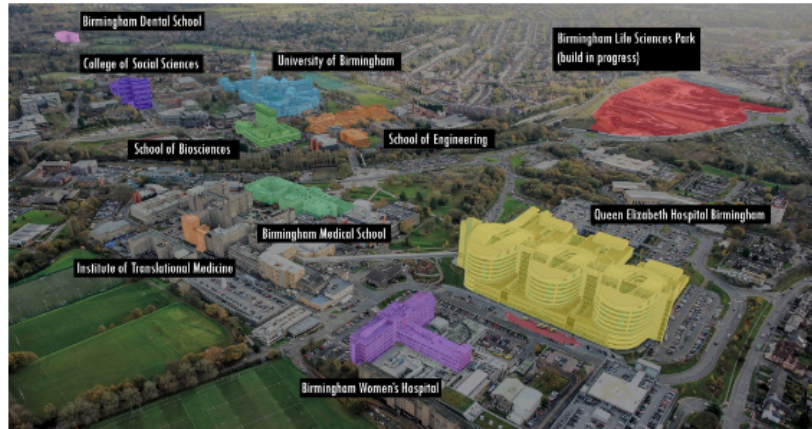 Birmingham Dental School
College of Social Sciences
University of Birmingham
Birmingham Life Sciences Park
(build in progress)
School of Biosciences
School of Engineering
Queen Elizabeth Hospital Birmingham
Birmingham Medical School
Institute of Translational Medicine
Birmingham Women's Hospital